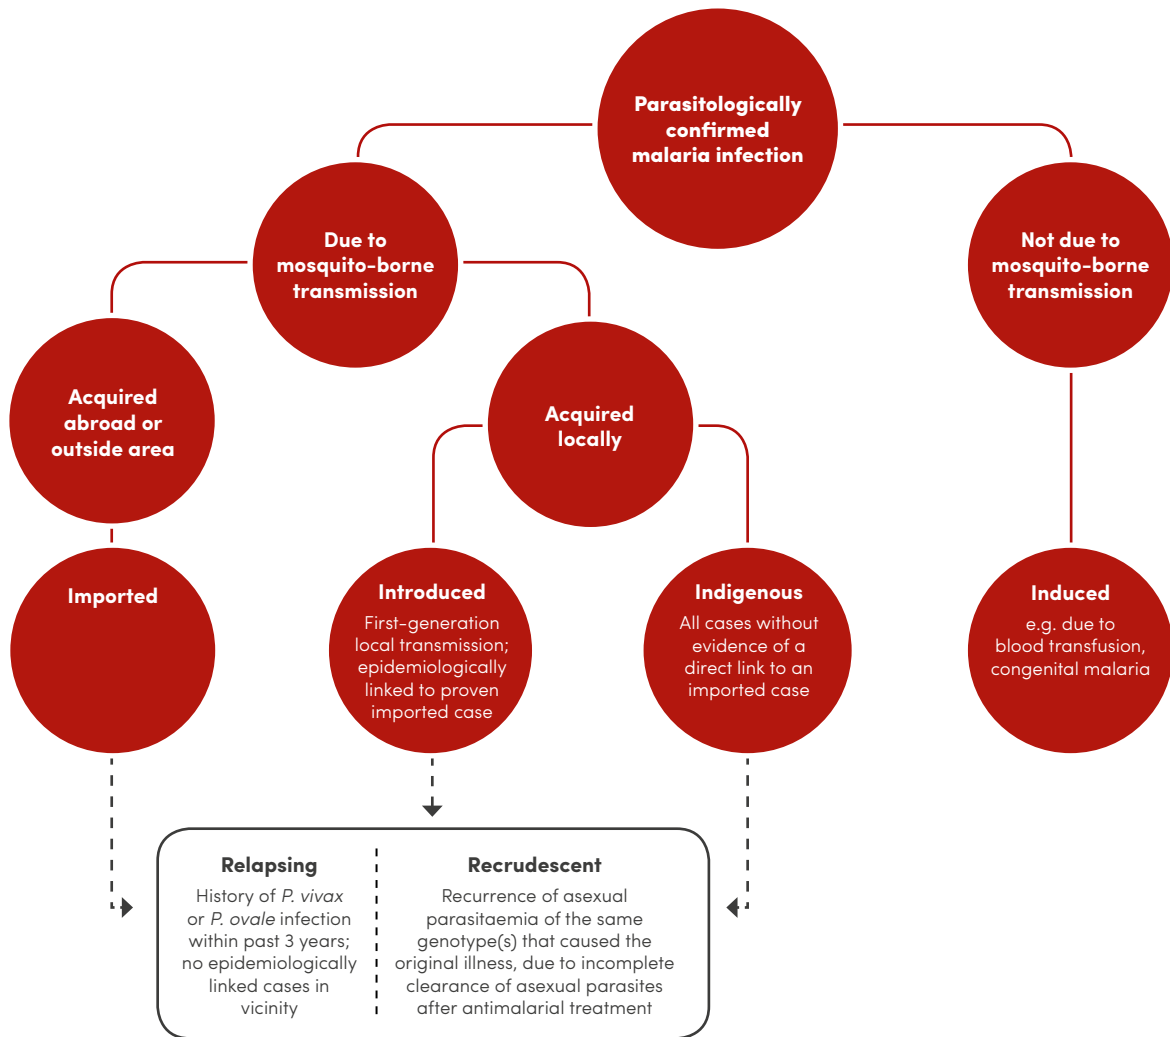 Parasitologically
confirmed
malaria infection
Due to
mosquito-borne
transmission
Not due to
mosquito-borne
transmission
Acquired
abroad or
outside area
Acquired
locally
Imported
Introduced
First-generation
local transmission;
epidemiologically
linked to proven
imported case
Indigenous
All cases without
evidence of a
direct link to an
imported case
Induced
e.g. due to
blood transfusion,
congenital malaria
Relapsing
History of P. vivax
or P. ovale infection
within past 3 years;
no epidemiologically
linked cases in
vicinity
Recrudescent
Recurrence of asexual
parasitaemia of the same
genotype(s) that caused the
original illness, due to incomplete
clearance of asexual parasites
after antimalarial treatment